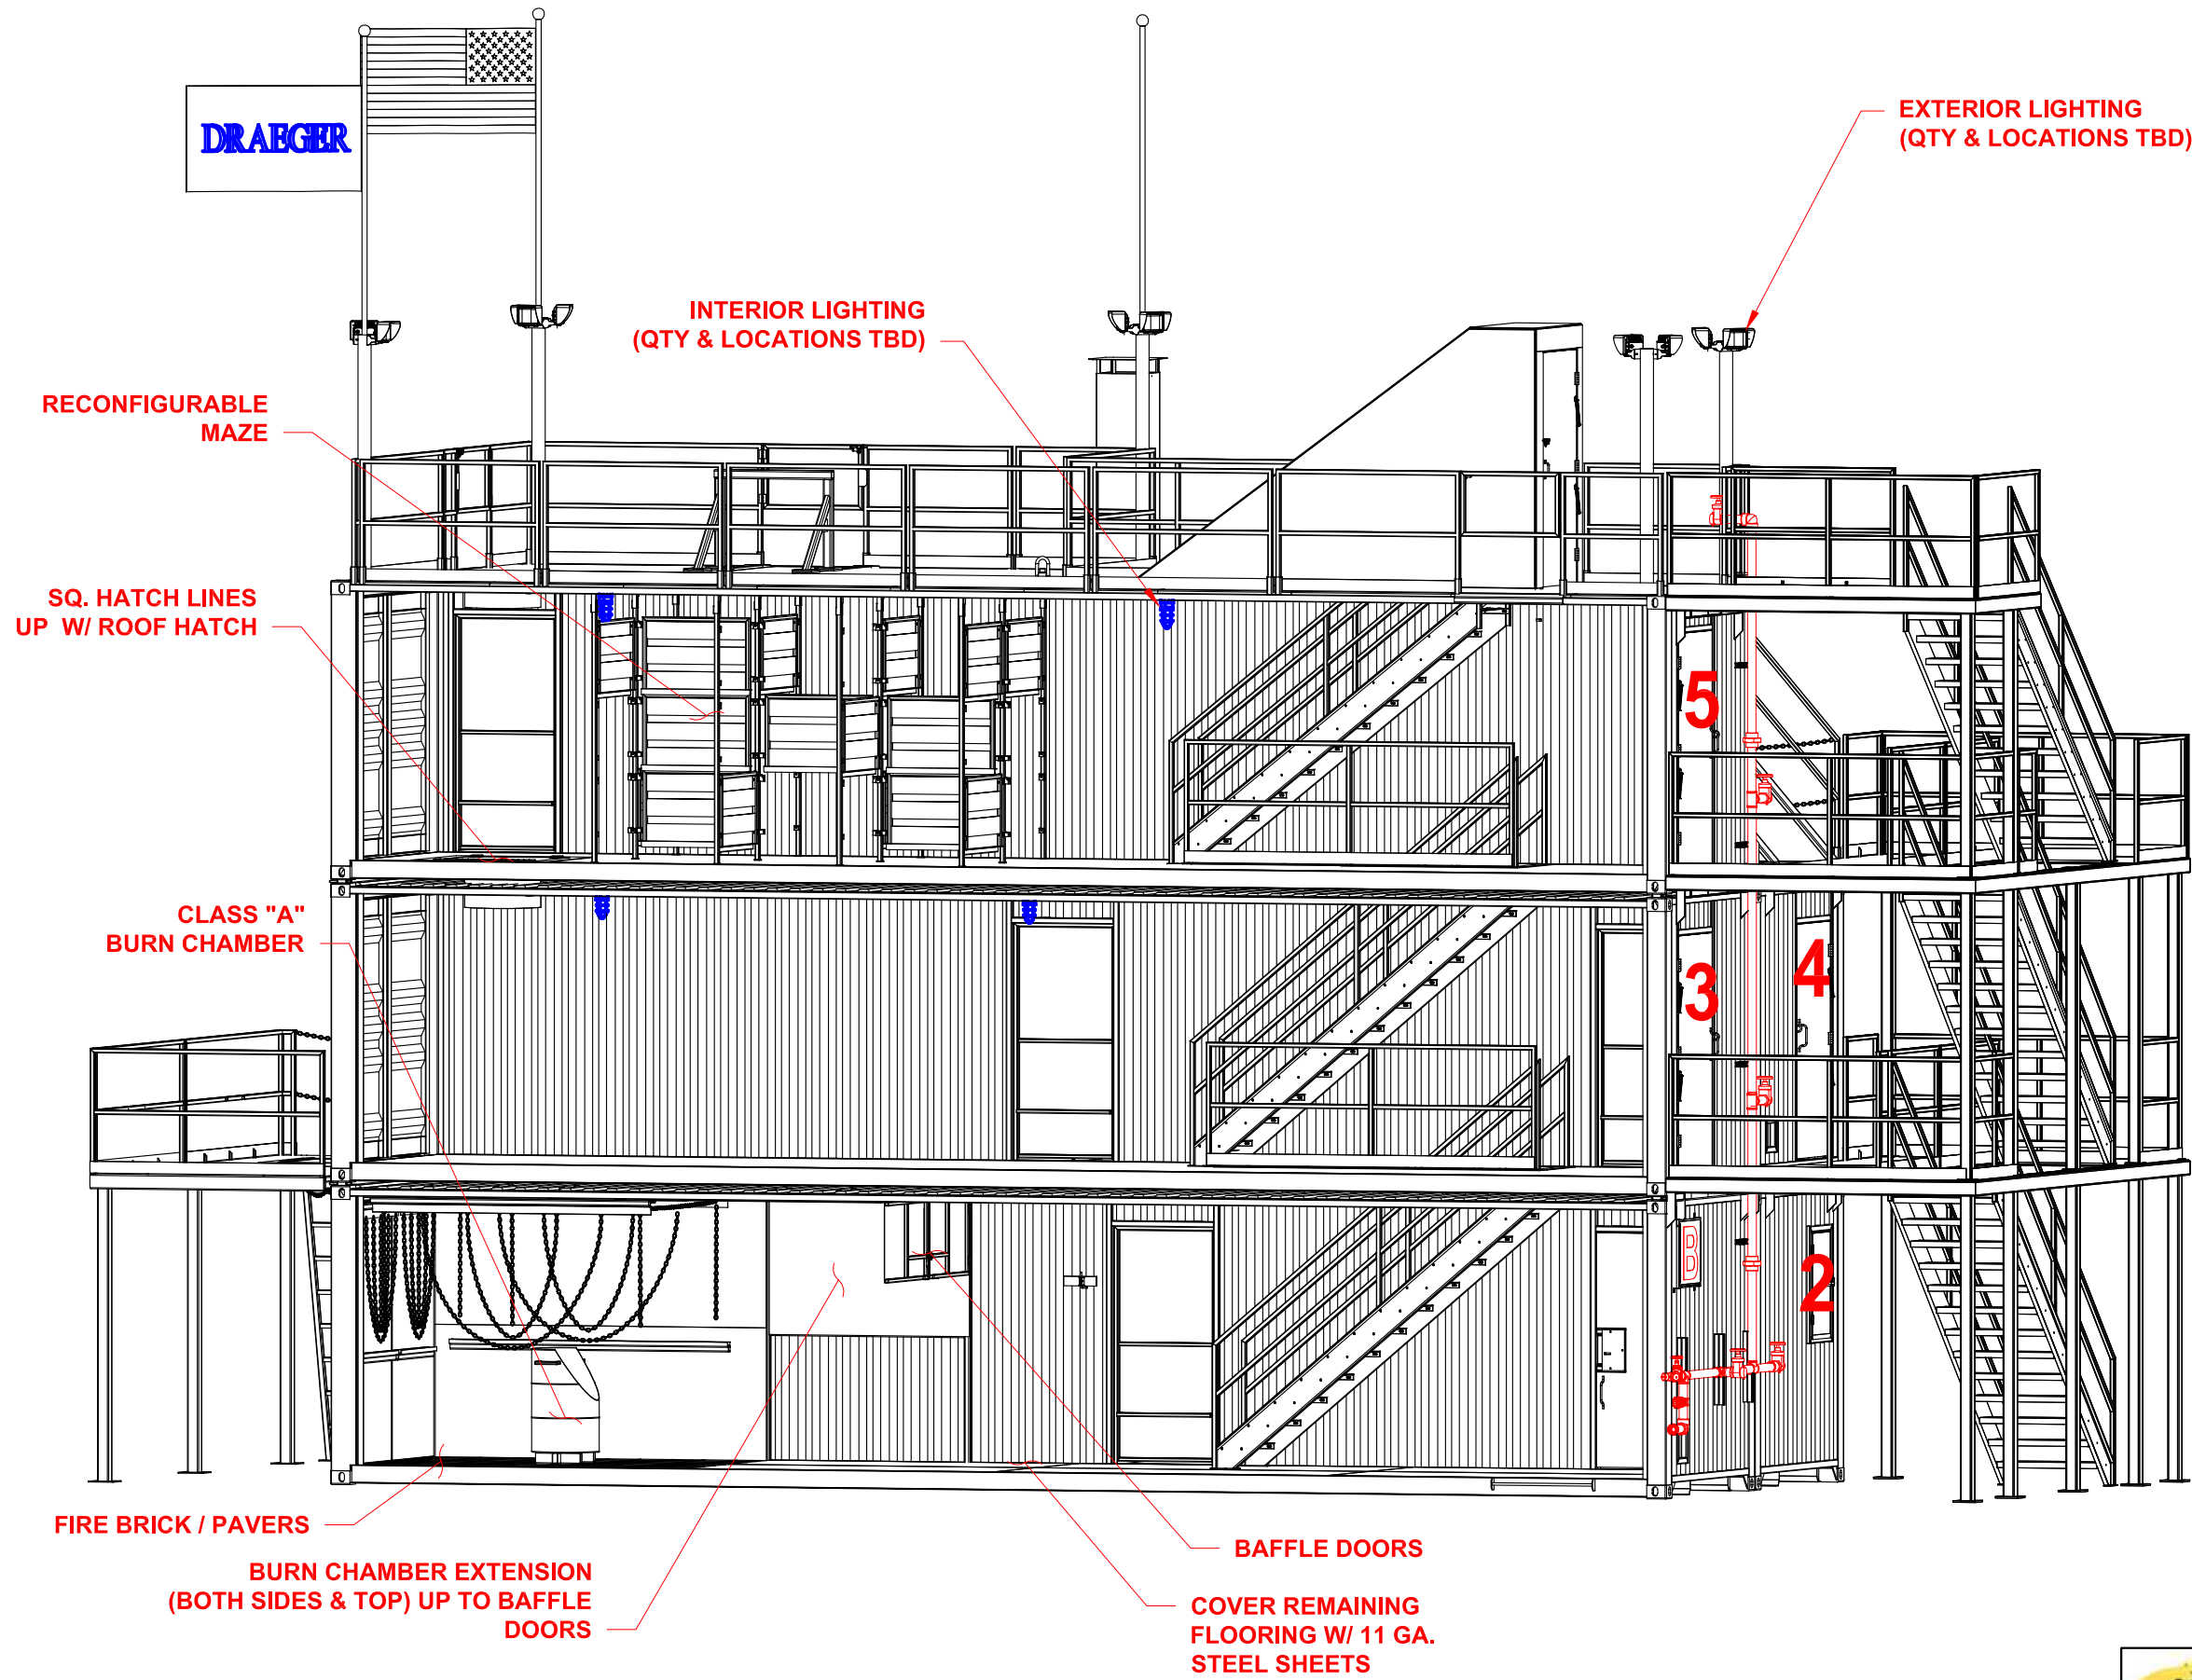 DRAEGER
EXTERIOR LIGHTING
(QTY & LOCATIONS TBD)
INTERIOR LIGHTING
(QTY & LOCATIONS TBD)
RECONFIGURABLE
MAZE
SQ. HATCH LINES
UP W/ ROOF HATCH
CLASS "A"
BURN CHAMBER
5
3
4
B
2
FIRE BRICK / PAVERS
BURN CHAMBER EXTENSION
(BOTH SIDES & TOP) UP TO BAFFLE
DOORS
BAFFLE DOORS
COVER REMAINING
FLOORING W/ 11 GA.
STEEL SHEETS